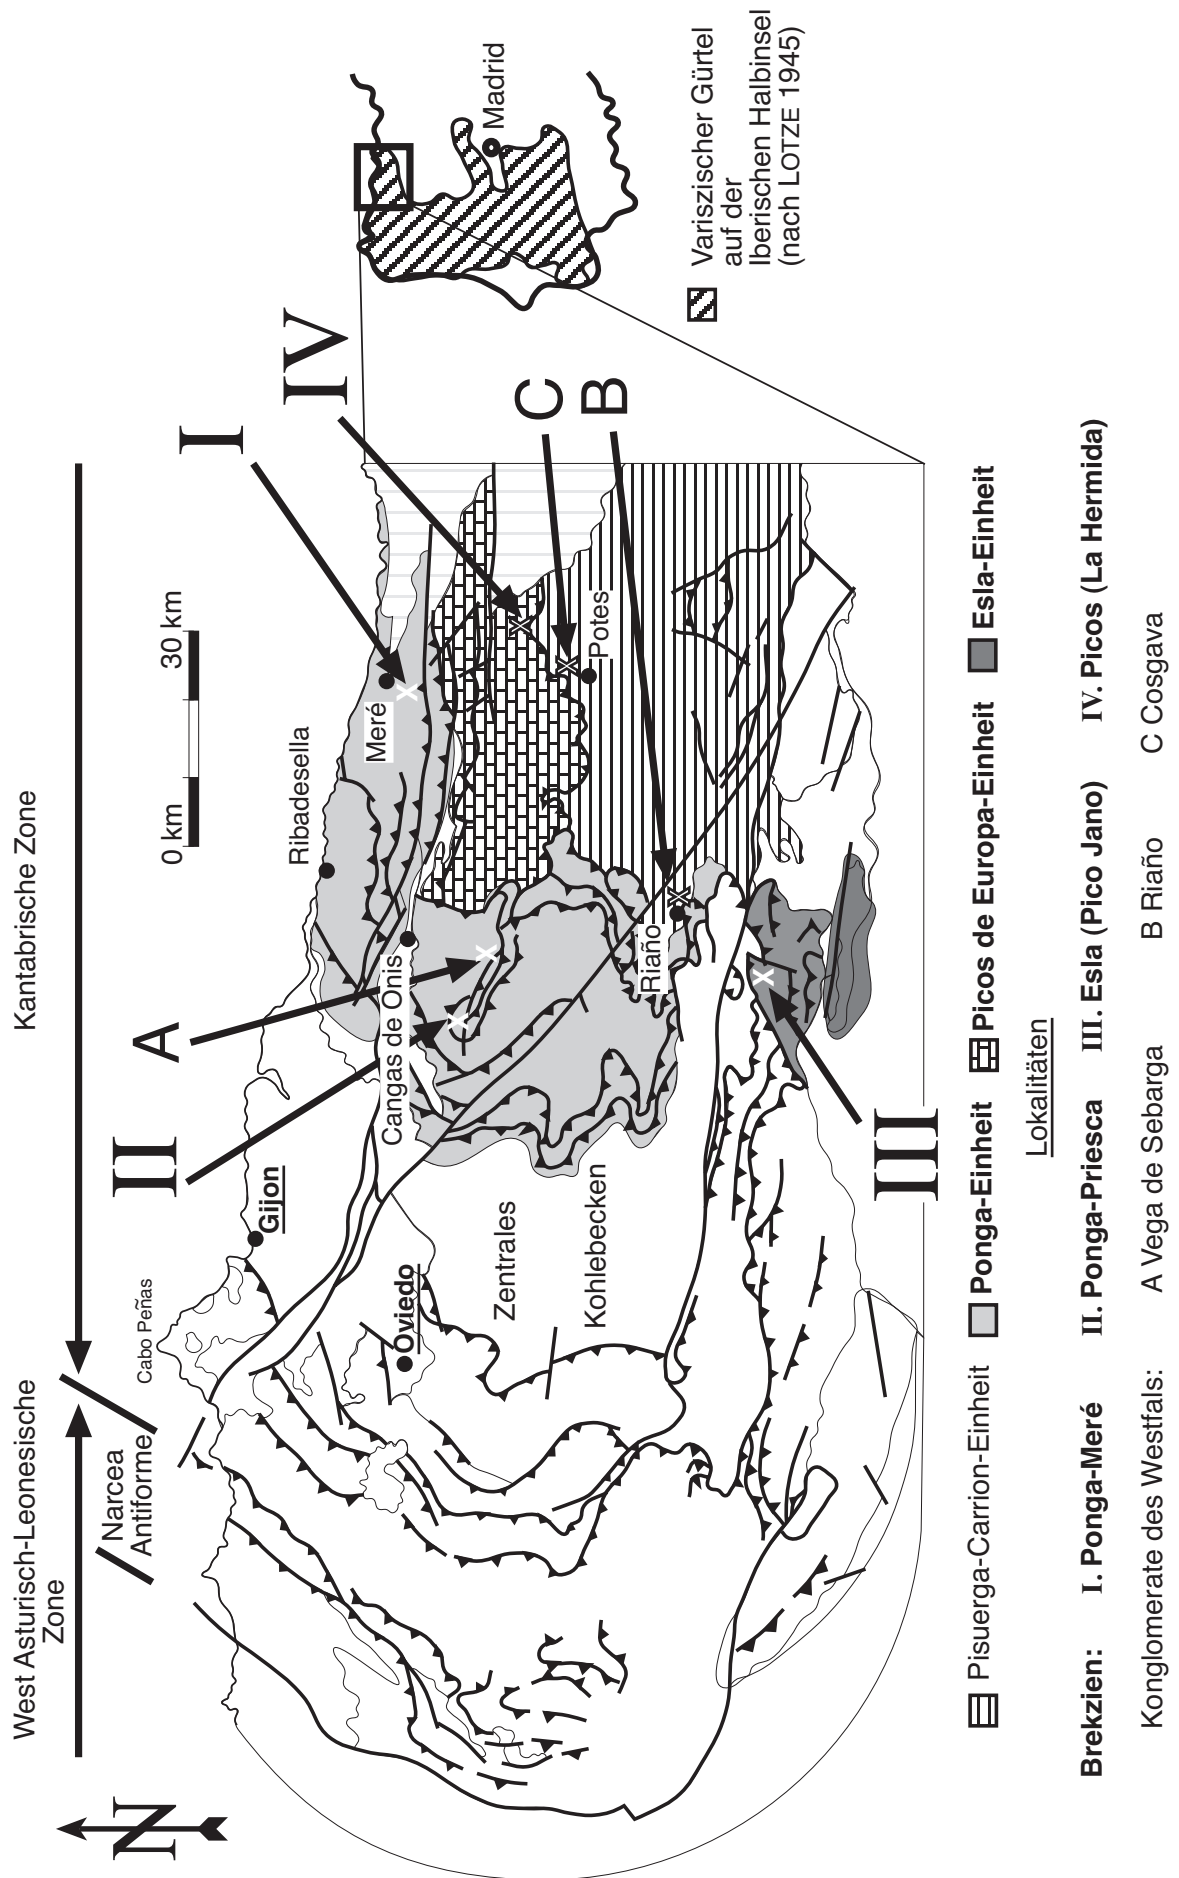 West Asturisch-Leonesische
Zone
Kantabrische Zone
N
Narcea
Antiforme
Cabo Peñas
Gijon
II
A
Ribadesella
0 km
30 km
I
IV
C
B
Meré
Oviedo
Cangas de Onis
Zentrales
Kohlebecken
Potes
Riaño
III
Madrid
Variszischer Gürtel
auf der
Iberischen Halbinsel
(nach LOTZE 1945)
Pisuerga-Carrion-Einheit
Ponga-Einheit
Picos de Europa-Einheit
Esla-Einheit
Lokalitäten
Brekzien: I. Ponga-Meré II. Ponga-Priesca III. Esla (Pico Jano) IV. Picos (La Hermida)
Konglomerate des Westfals: A Vega de Sebarga B Riaño C Cosgava